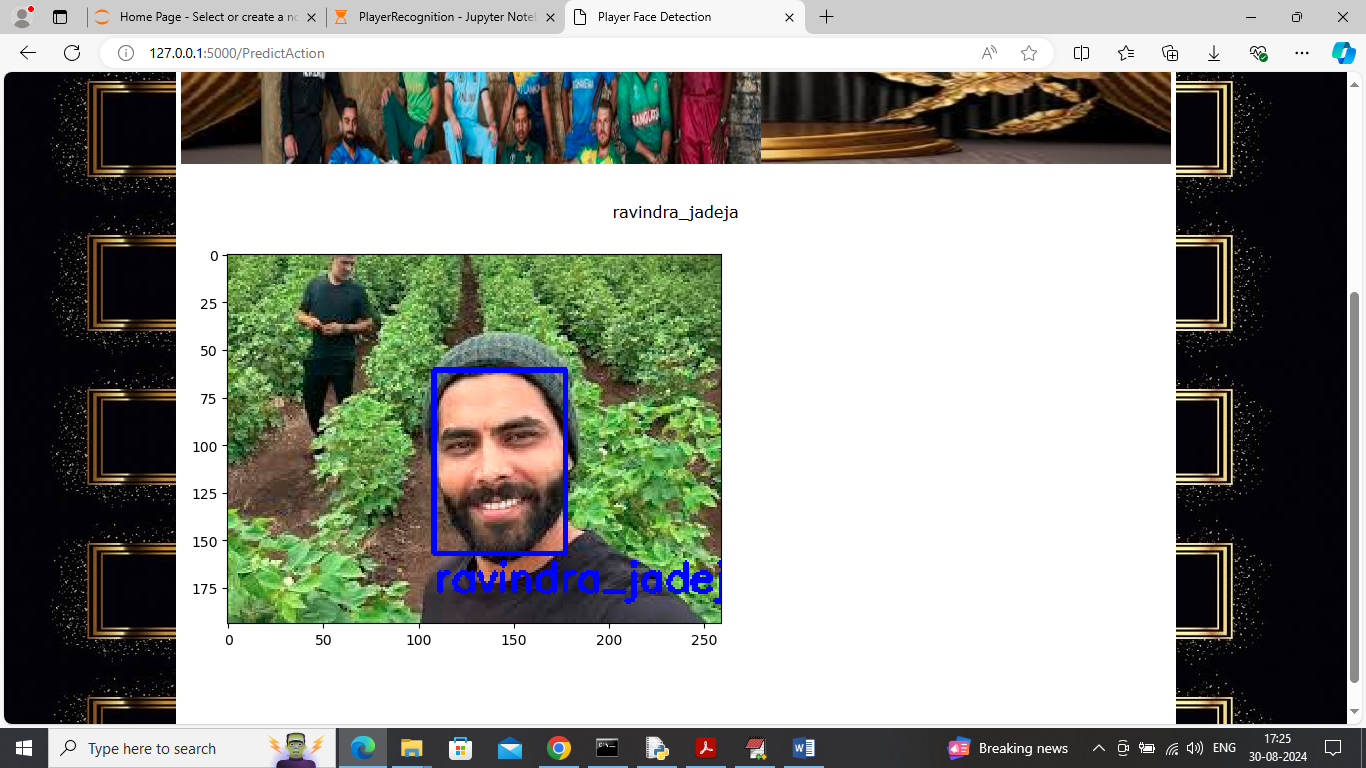 Home Page - Select or create a no
PlayerRecognition - Jupyter Note
Player Face Detection
127.0.0.1:5000/PredictAction
BANGLADE
ravindra_jadeja
0
25
50
75
100
125
150
175
ravindra_jadej
0 50 100 150 200 250
Type here to search
Breaking news
ENG
17:25
30-08-2024